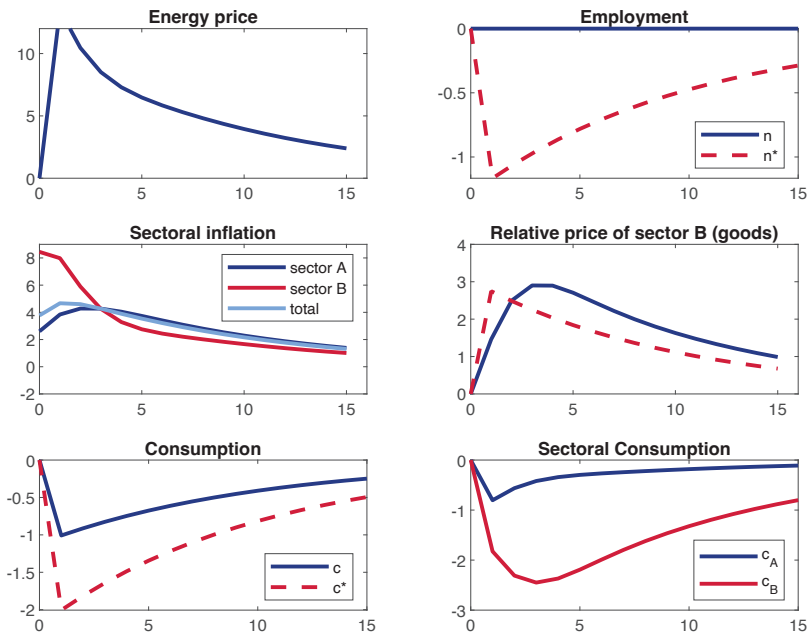 Energy price
10
5
0
0 5 10 15
Employment
0
-0.5
-1
n
n*
0 5 10 15
Sectoral inflation
8
6
4
2
0
-2
sector A
sector B
total
0 5 10 15
Relative price of sector B (goods)
4
3
2
1
0
0 5 10 15
Consumption
0
-0.5
-1
-1.5
-2
c
c*
0 5 10 15
Sectoral Consumption
0
-1
-2
-3
c_A
c_B
0 5 10 15